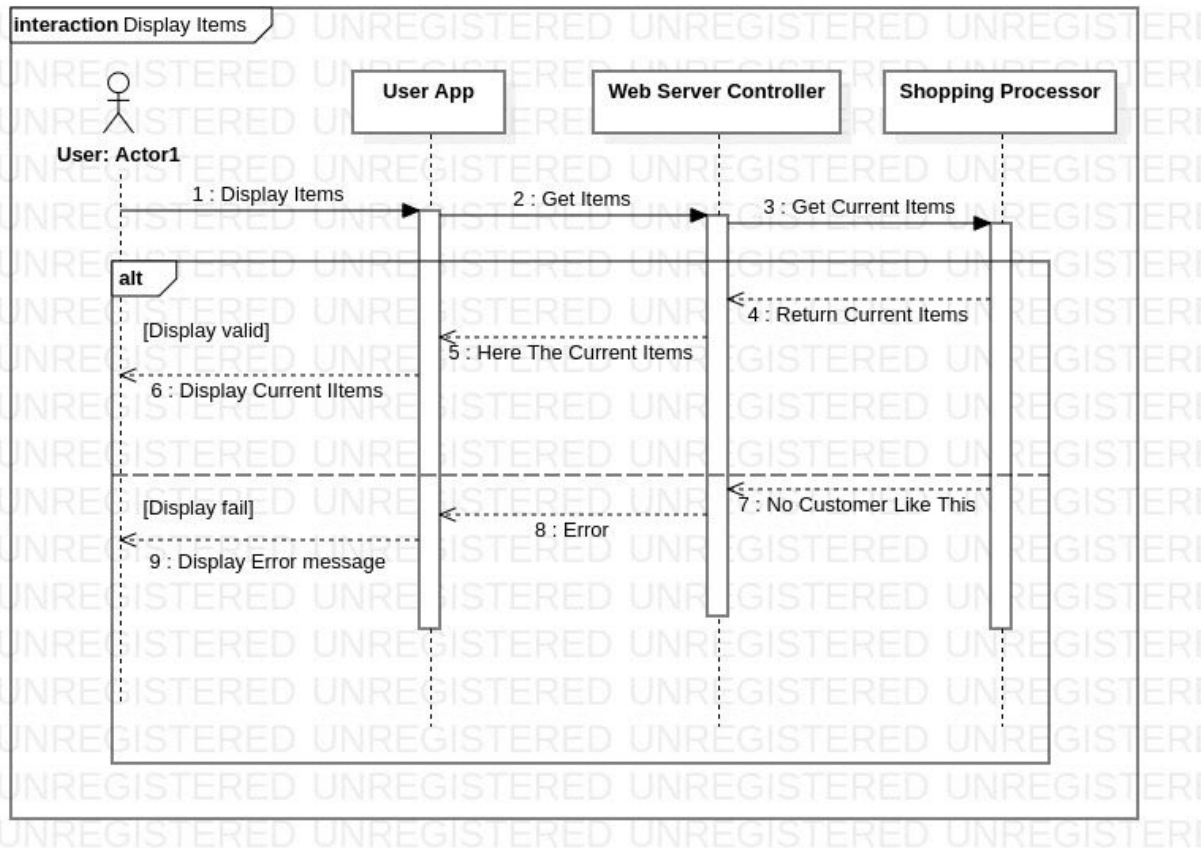 interaction Display Items
User: Actor1
User App
Web Server Controller
Shopping Processor
1 : Display Items
2 : Get Items
3 : Get Current Items
alt
[Display valid]
4 : Return Current Items
5 : Here The Current Items
6 : Display Current IItems
[Display fail]
7 : No Customer Like This
8 : Error
9 : Display Error message
UNREGISTERED